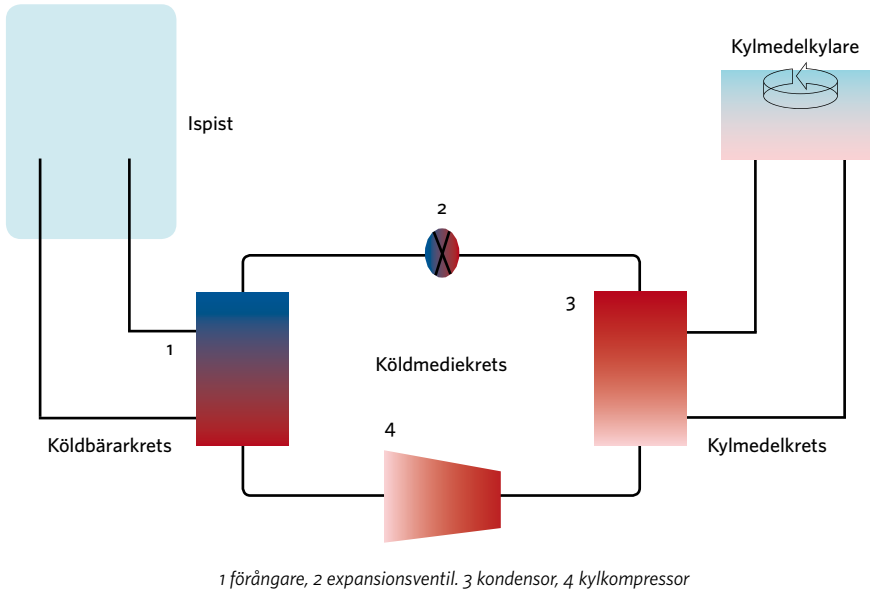 Kylmedelkylare
Ispist
2
3
1
Köldmediekrets
4
Köldbärarkrets
Kylmedelkrets
1 förångare, 2 expansionsventil. 3 kondensor, 4 kylkompressor